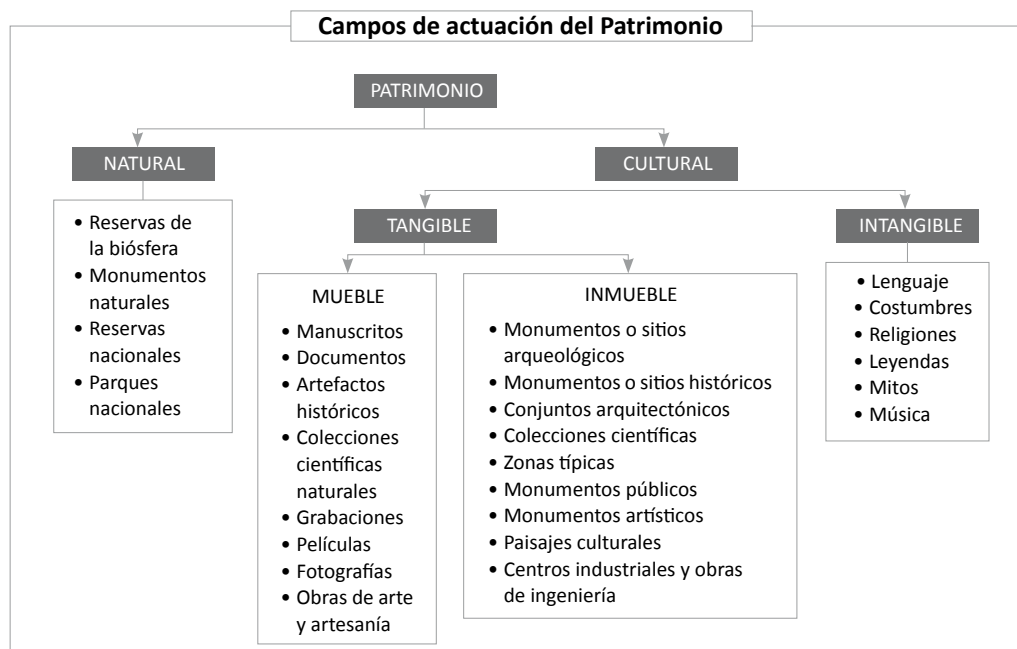 Campos de actuación del Patrimonio
PATRIMONIO
NATURAL
CULTURAL
• Reservas de
la biósfera
• Monumentos
naturales
• Reservas
nacionales
• Parques
nacionales
TANGIBLE
INTANGIBLE
MUEBLE
• Manuscritos
• Documentos
• Artefactos
históricos
• Colecciones
científicas
naturales
• Grabaciones
• Películas
• Fotografías
• Obras de arte
y artesanía
INMUEBLE
• Monumentos o sitios
arqueológicos
• Monumentos o sitios históricos
• Conjuntos arquitectónicos
• Colecciones científicas
• Zonas típicas
• Monumentos públicos
• Monumentos artísticos
• Paisajes culturales
• Centros industriales y obras
de ingeniería
• Lenguaje
• Costumbres
• Religiones
• Leyendas
• Mitos
• Música